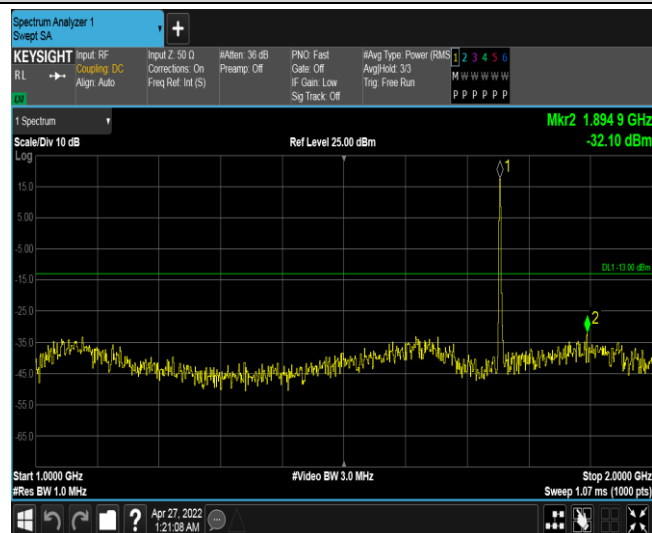 Spectrum Analyzer 1
Swept SA
+
KEYSIGHT
RL
Input: RF
Coupling: DC
Align: Auto
Input Z: 50 Ω
Corrections: On
Freq Ref: Int (S)
#Atten: 36 dB
Preamp: Off
PNO: Fast
Gate: Off
IF Gain: Low
Sig Track: Off
#Avg Type: Power (RMS
Avg|Hold: 3/3
Trig: Free Run
1 2 3 4 5 6
M W W W W W
P P P P P P
1 Spectrum
Scale/Div 10 dB
Log
Ref Level 25.00 dBm
Mkr2 1.894 9 GHz
-32.10 dBm
1
15.0
5.00
-5.00
DL1 -13.00 dBm
-15.0
-25.0
2
-35.0
-45.0
-55.0
-65.0
Start 1.0000 GHz
#Res BW 1.0 MHz
#Video BW 3.0 MHz
Stop 2.0000 GHz
Sweep 1.07 ms (1000 pts)
?
Apr 27, 2022
1:21:08 AM